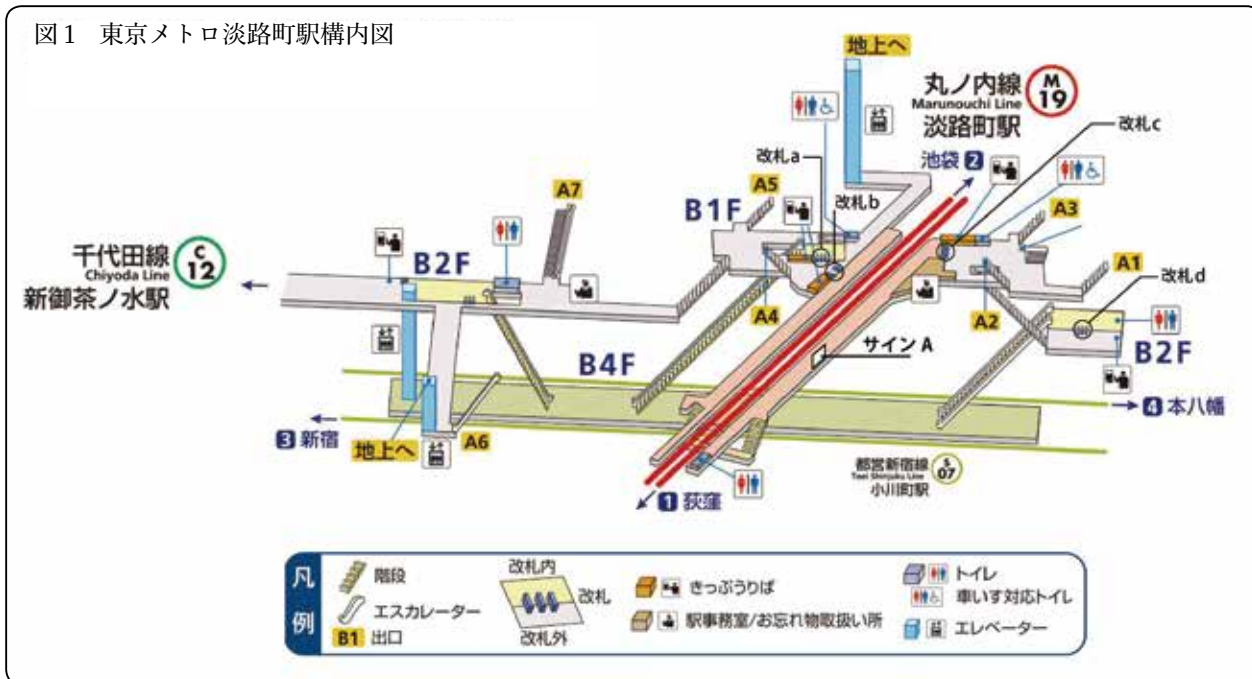 図1 東京メトロ淡路町駅構内図
地上へ
丸ノ内線
Marunouchi Line
淡路町駅
M
19
改札c
改札a
池袋 2
A7
A5
改札b
B1F
A3
千代田線
Chiyoda Line
新御茶ノ水駅
C
12
B2F
A1
改札d
A4
A2
サインA
B2F
B4F
4 本八幡
3 新宿
地上へ
A6
都営新宿線
Toei Shinjuku Line
小川町駅
S
07
1 荻窪
凡例
階段
エスカレーター
B1 出口
改札内
改札
改札外
きっぷうりば
駅事務室/お忘れ物取扱い所
トイレ
車いす対応トイレ
エレベーター